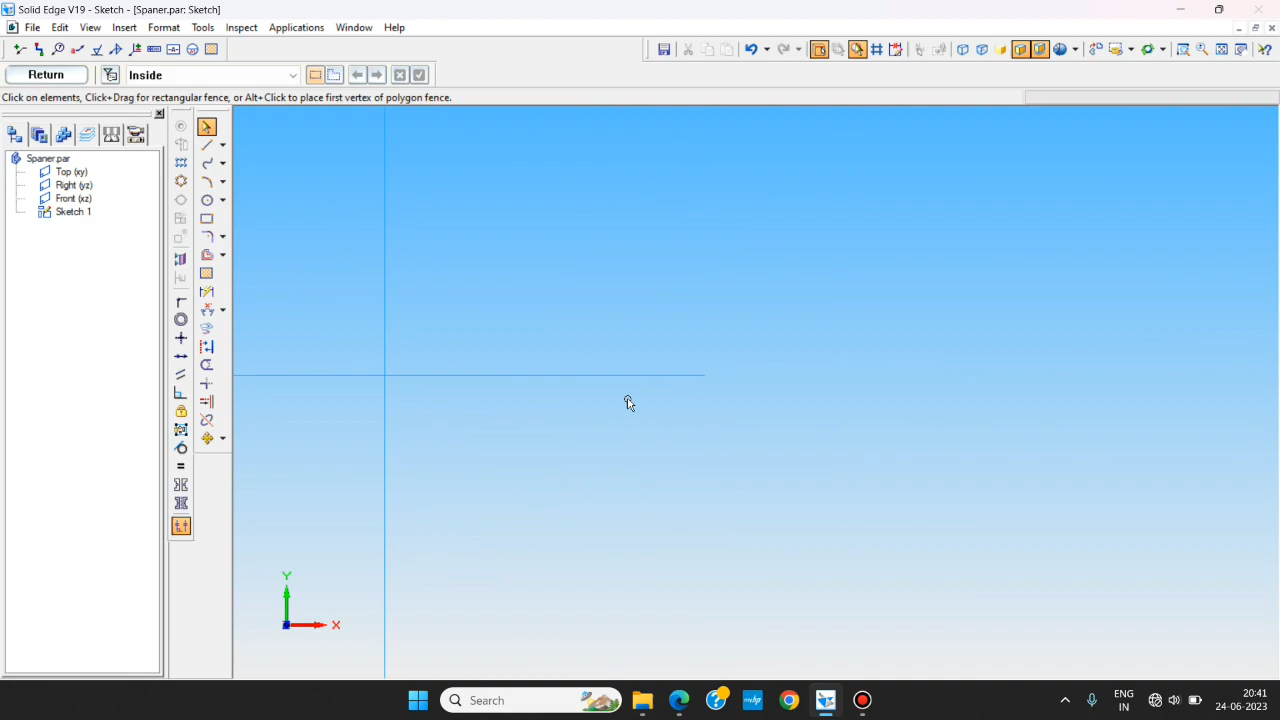 Solid Edge V19 - Sketch - [Spaner.par: Sketch]
File Edit View Insert Format Tools Inspect Applications Window Help
Return Inside
Click on elements, Click+Drag for rectangular fence, or Alt+Click to place first vertex of polygon fence.
Spaner.par
Top (xy)
Right (yz)
Front (xz)
Sketch 1
Y
X
Search
ENG
IN
20:41
24-06-2023